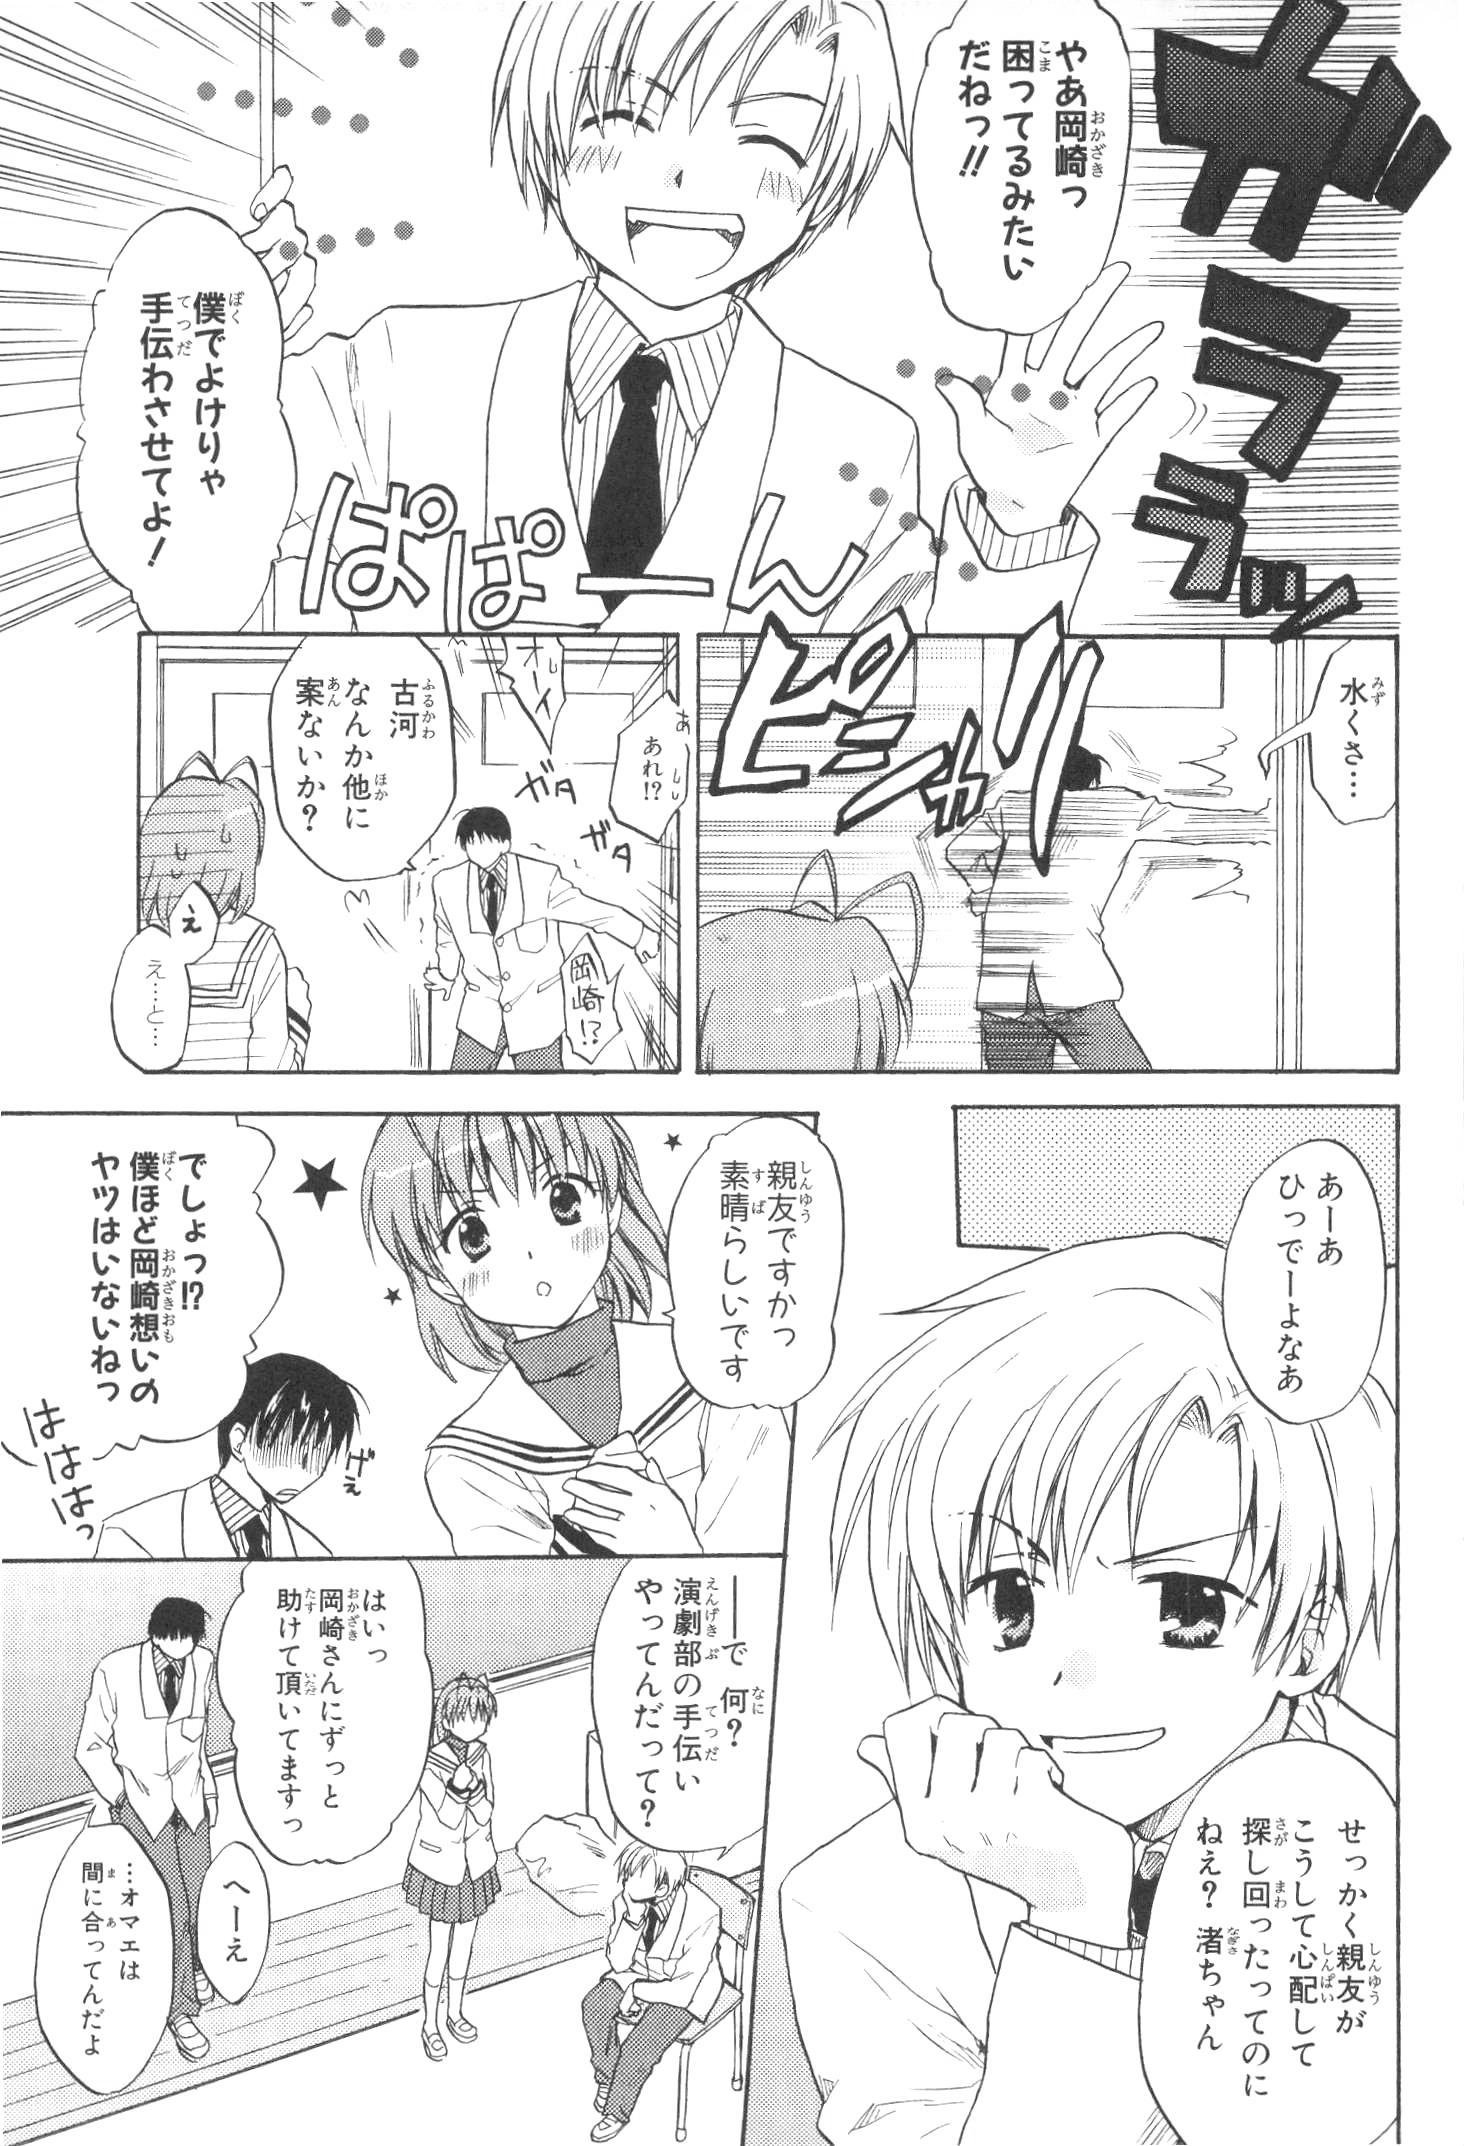 ガラララッ
やあ岡崎っ
困ってるみたい
だねっ!!
僕でよけりゃ
手伝わさせてよ!
ぱぱーん
水くさ…
ピシャリ
あれ!?
オーイ
ガタ
ガタ
岡崎!?
古河
なんか他に
案ないか?
え
え…と…
あーあ
ひっでーよなあ
せっかく親友が
こうして心配して
探し回ったってのに
ねえ? 渚ちゃん
親友ですかっ
素晴らしいです
でしょっ!?
僕ほど岡崎想いの
ヤツはいないねっ
はははっ
げぇ
――で 何?
演劇部の手伝い
やってんだって?
はいっ
岡崎さんにずっと
助けて頂いてますっ
へーえ
…オマエは
間に合ってんだよ